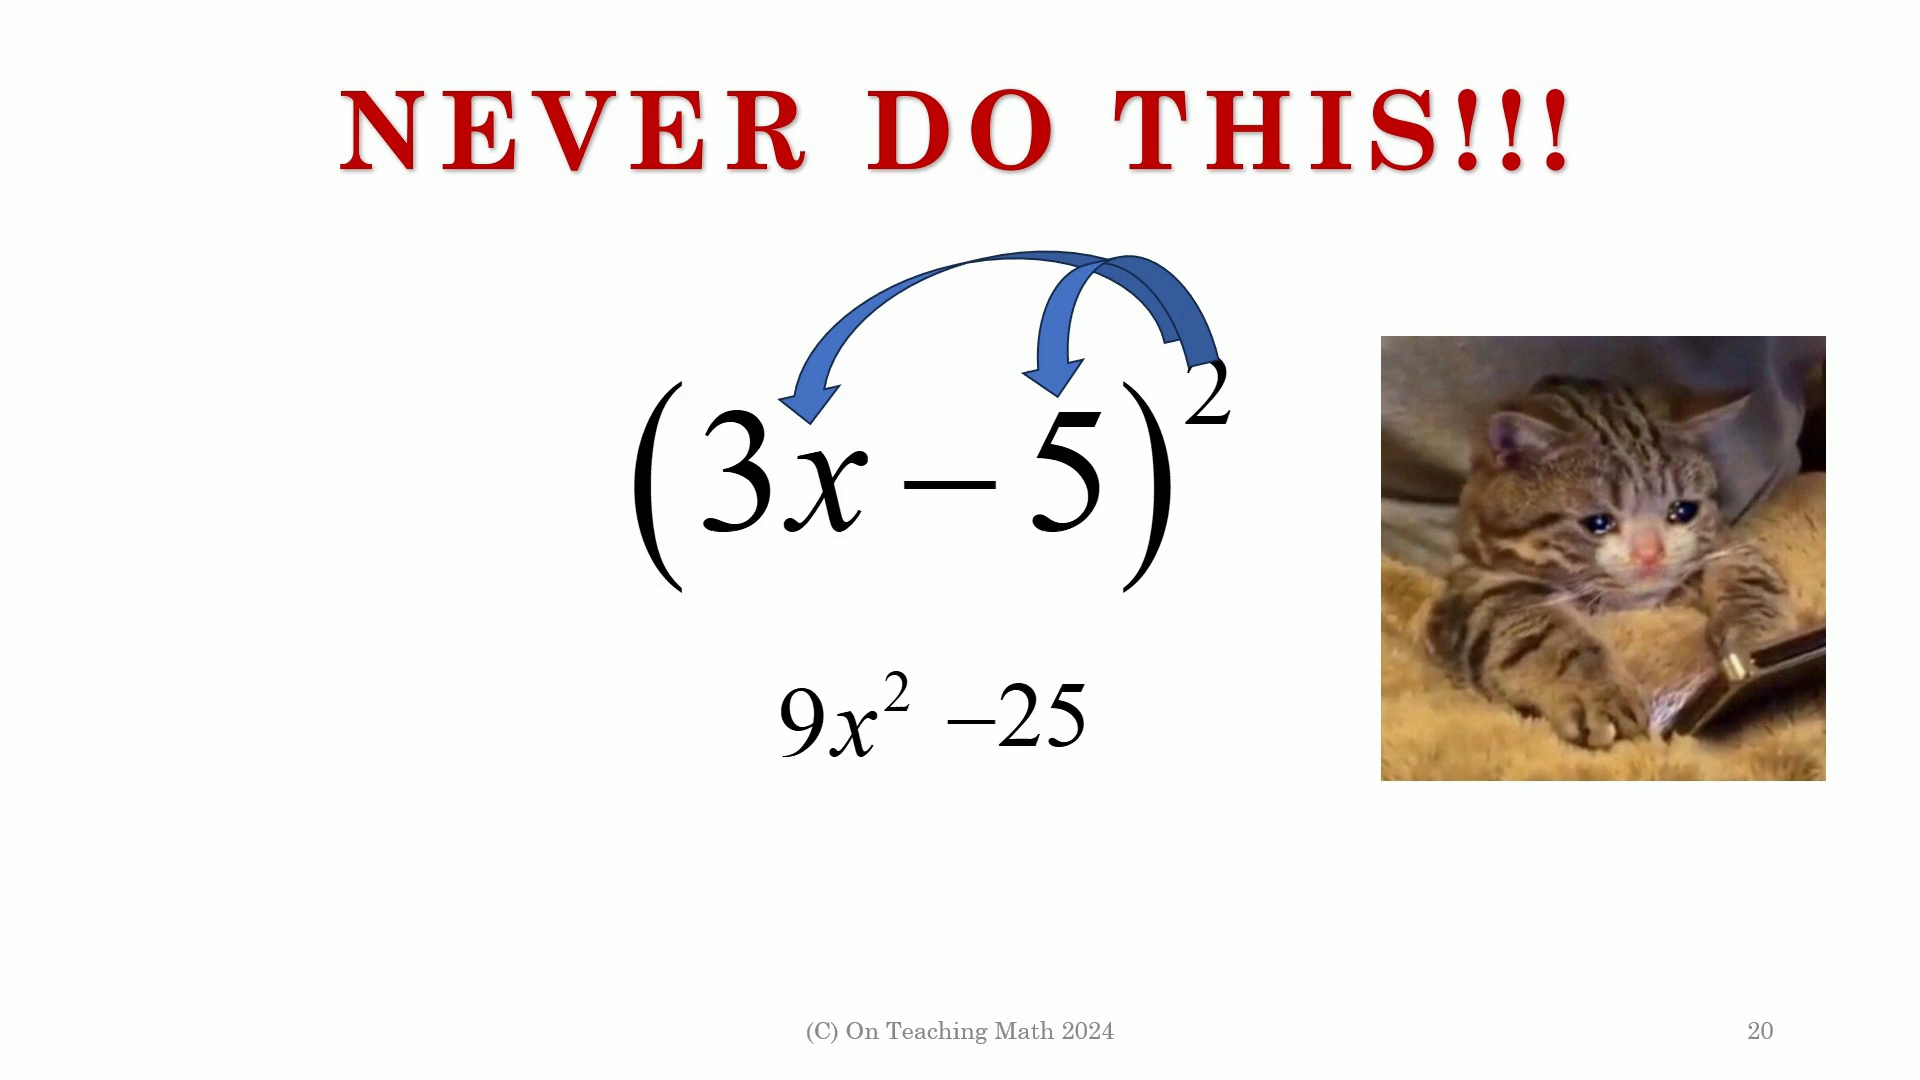 NEVER DO THIS!!!
(3x – 5)²
9x² –25
(C) On Teaching Math 2024
20